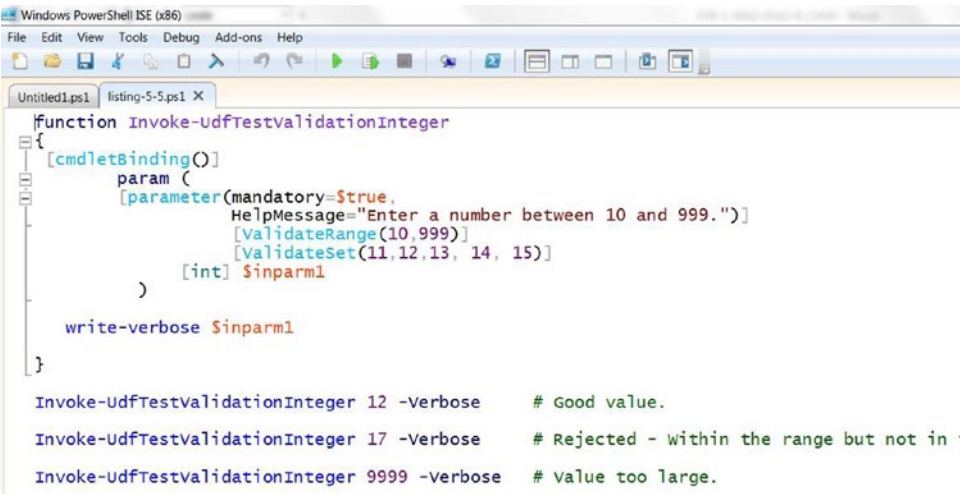 Windows PowerShell ISE (x86)
File Edit View Tools Debug Add-ons Help
Untitled1.ps1 listing-5-5.ps1 X
function Invoke-UdfTestValidationInteger
{
[cmdletBinding()]
param (
[parameter(mandatory=$true,
HelpMessage="Enter a number between 10 and 999.")]
[ValidateRange(10,999)]
[ValidateSet(11,12,13, 14, 15)]
[int] $inparm1
)
write-verbose $inparm1
}
Invoke-UdfTestValidationInteger 12 -Verbose # Good value.
Invoke-UdfTestValidationInteger 17 -Verbose # Rejected - Within the range but not in
Invoke-UdfTestValidationInteger 9999 -Verbose # Value too large.